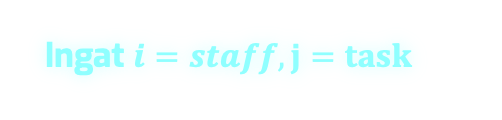 Ingat i = staff, j = task